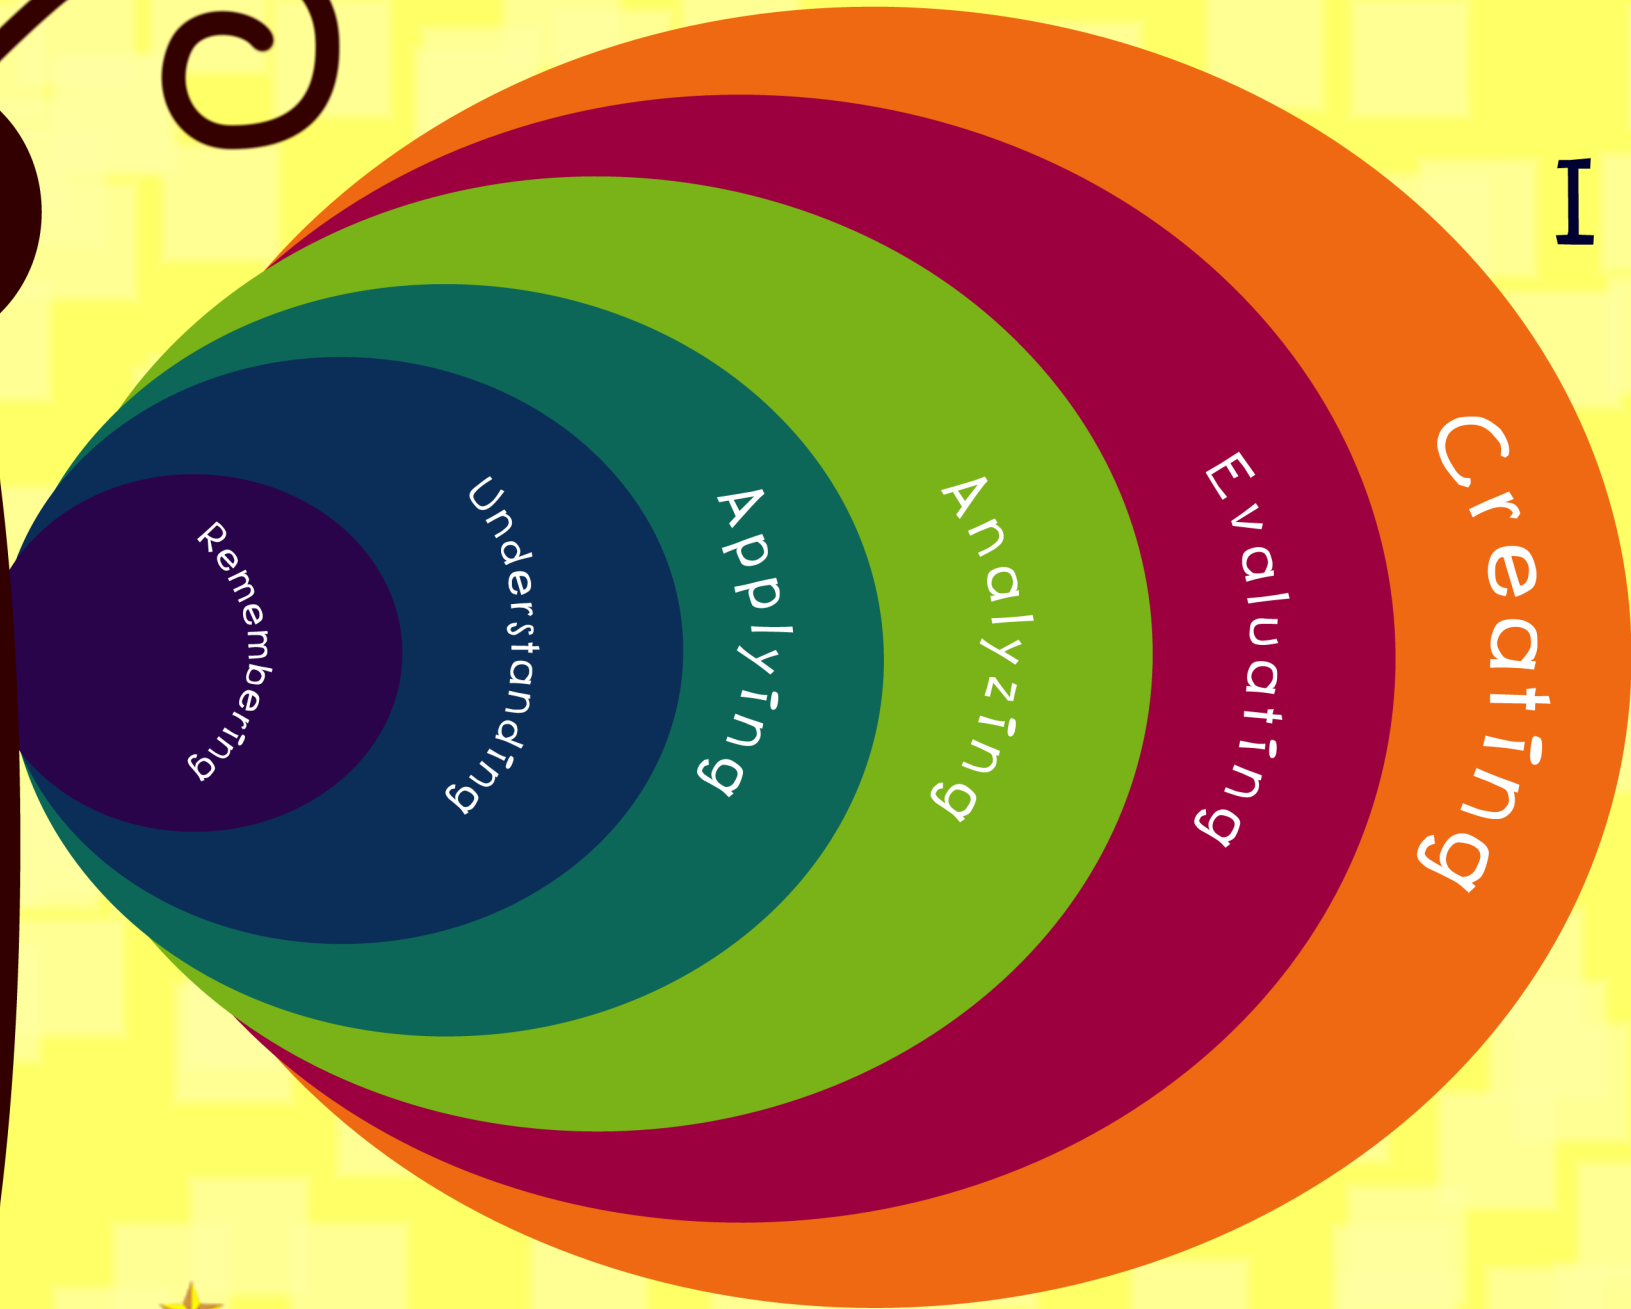 I
Remembering
Understanding
Applying
Analyzing
Evaluating
Creating